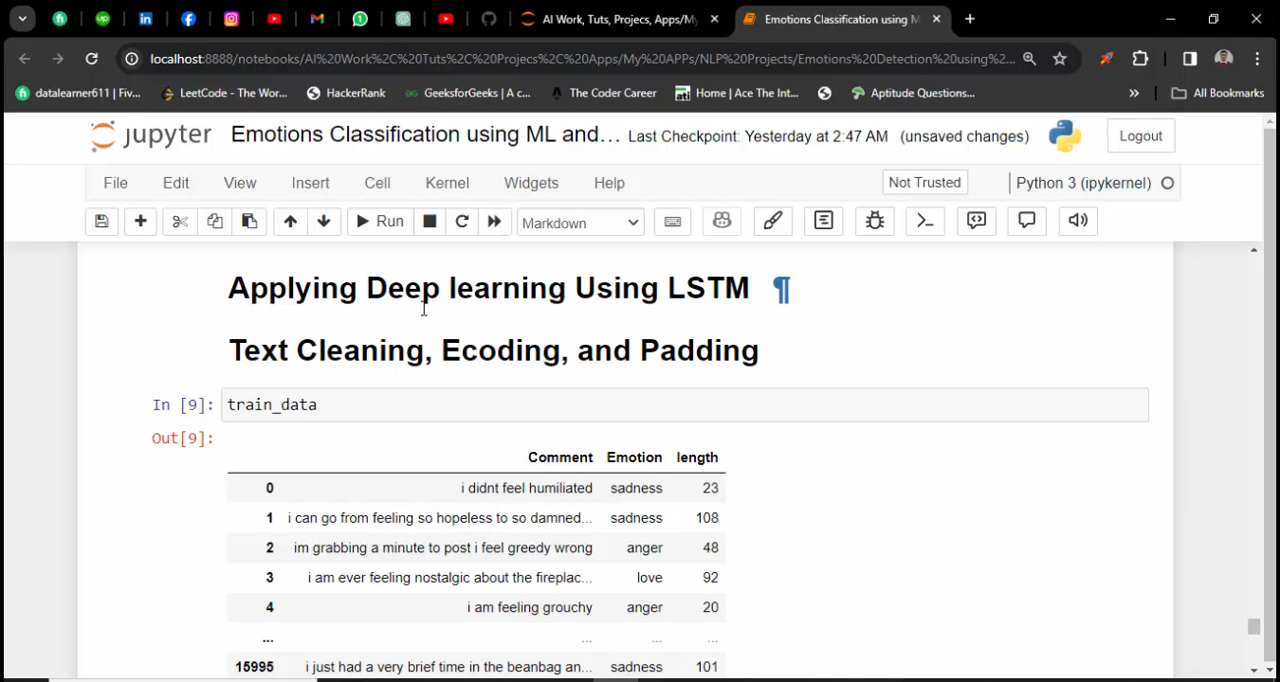 AI Work, Tuts, Projecs, Apps/My
Emotions Classification using M
localhost:8888/notebooks/AI%20Work%2C%20Tuts%2C%20Projecs%2C%20Apps/My%20APPs/NLP%20Projects/Emotions%20Detection%20using%2...
datalearner611 | Fiv... LeetCode - The Wor... HackerRank GeeksforGeeks | A c... The Coder Career Home | Ace The Int... Aptitude Questions... » All Bookmarks
jupyter Emotions Classification using ML and... Last Checkpoint: Yesterday at 2:47 AM (unsaved changes) Logout
File Edit View Insert Cell Kernel Widgets Help Not Trusted Python 3 (ipykernel)
Run Markdown
Applying Deep learning Using LSTM ¶
Text Cleaning, Ecoding, and Padding
In [9]: train_data
Out[9]:
Comment Emotion length
0 i didnt feel humiliated sadness 23
1 i can go from feeling so hopeless to so damned... sadness 108
2 im grabbing a minute to post i feel greedy wrong anger 48
3 i am ever feeling nostalgic about the fireplac... love 92
4 i am feeling grouchy anger 20
... ... ... ...
15995 i just had a very brief time in the beanbag an... sadness 101